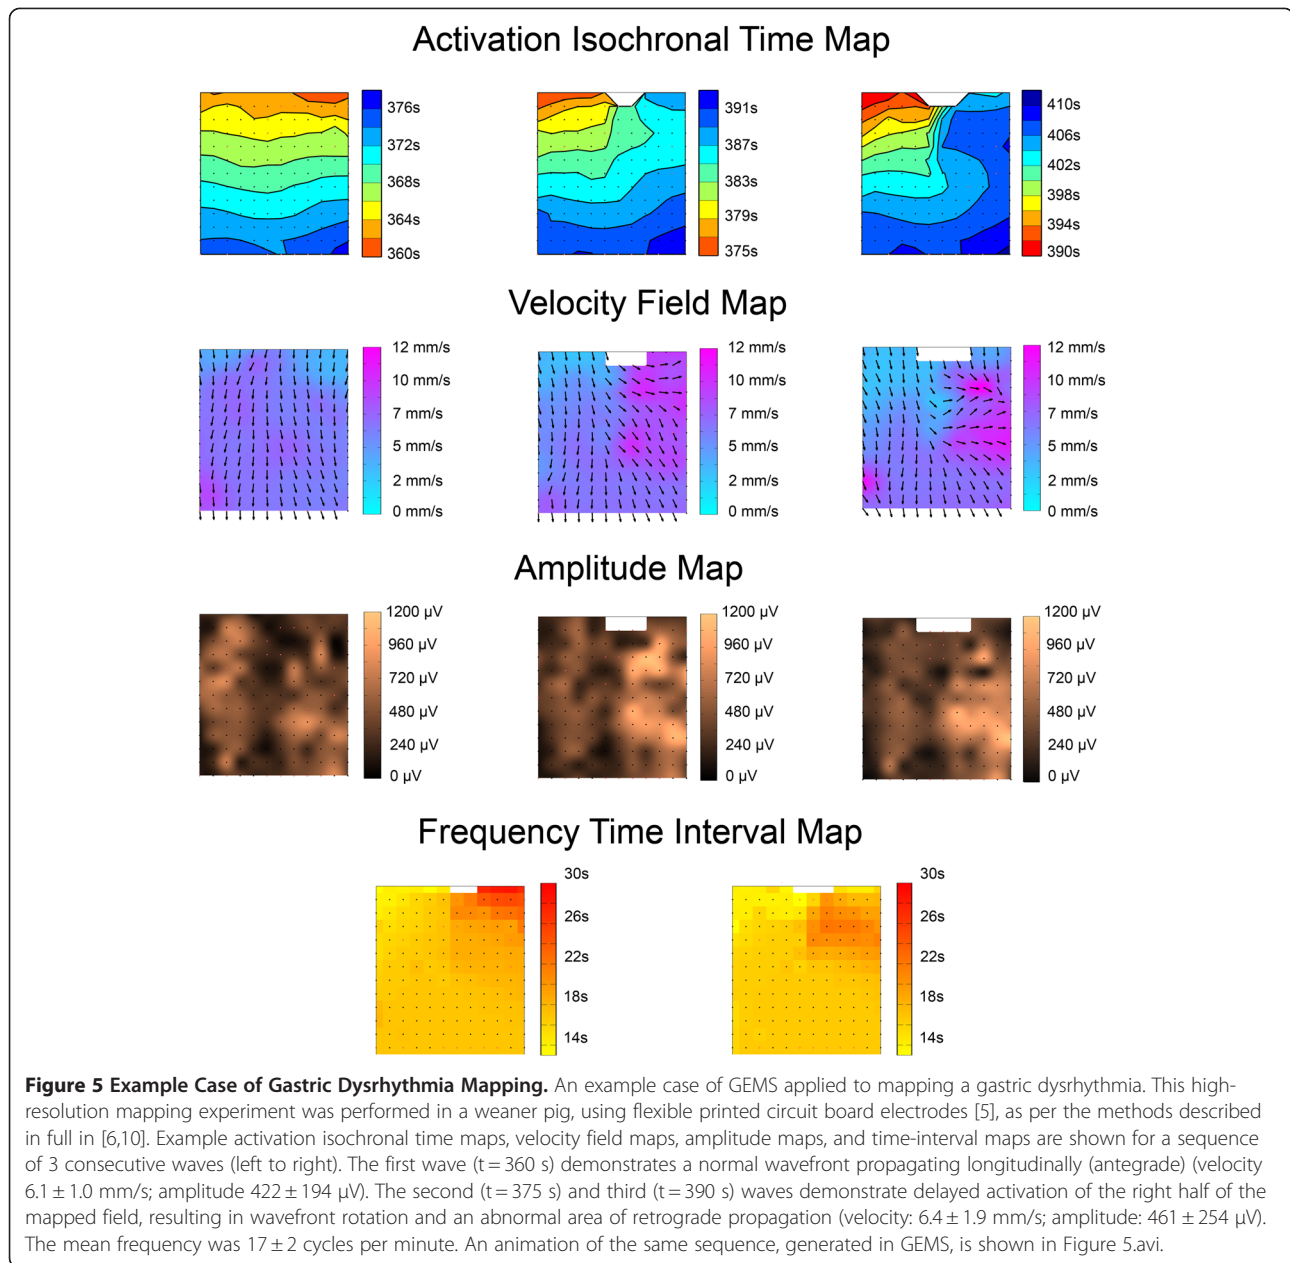 Activation Isochronal Time Map
376s
372s
368s
364s
360s
391s
387s
383s
379s
375s
410s
406s
402s
398s
394s
390s
Velocity Field Map
12 mm/s
10 mm/s
7 mm/s
5 mm/s
2 mm/s
0 mm/s
12 mm/s
10 mm/s
7 mm/s
5 mm/s
2 mm/s
0 mm/s
12 mm/s
10 mm/s
7 mm/s
5 mm/s
2 mm/s
0 mm/s
Amplitude Map
1200 µV
960 µV
720 µV
480 µV
240 µV
0 µV
1200 µV
960 µV
720 µV
480 µV
240 µV
0 µV
1200 µV
960 µV
720 µV
480 µV
240 µV
0 µV
Frequency Time Interval Map
30s
26s
22s
18s
14s
30s
26s
22s
18s
14s
Figure 5 Example Case of Gastric Dysrhythmia Mapping. An example case of GEMS applied to mapping a gastric dysrhythmia. This high-
resolution mapping experiment was performed in a weaner pig, using flexible printed circuit board electrodes [5], as per the methods described
in full in [6,10]. Example activation isochronal time maps, velocity field maps, amplitude maps, and time-interval maps are shown for a sequence
of 3 consecutive waves (left to right). The first wave (t = 360 s) demonstrates a normal wavefront propagating longitudinally (antegrade) (velocity
6.1 ± 1.0 mm/s; amplitude 422 ± 194 µV). The second (t = 375 s) and third (t = 390 s) waves demonstrate delayed activation of the right half of the
mapped field, resulting in wavefront rotation and an abnormal area of retrograde propagation (velocity: 6.4 ± 1.9 mm/s; amplitude: 461 ± 254 µV).
The mean frequency was 17 ± 2 cycles per minute. An animation of the same sequence, generated in GEMS, is shown in Figure 5.avi.